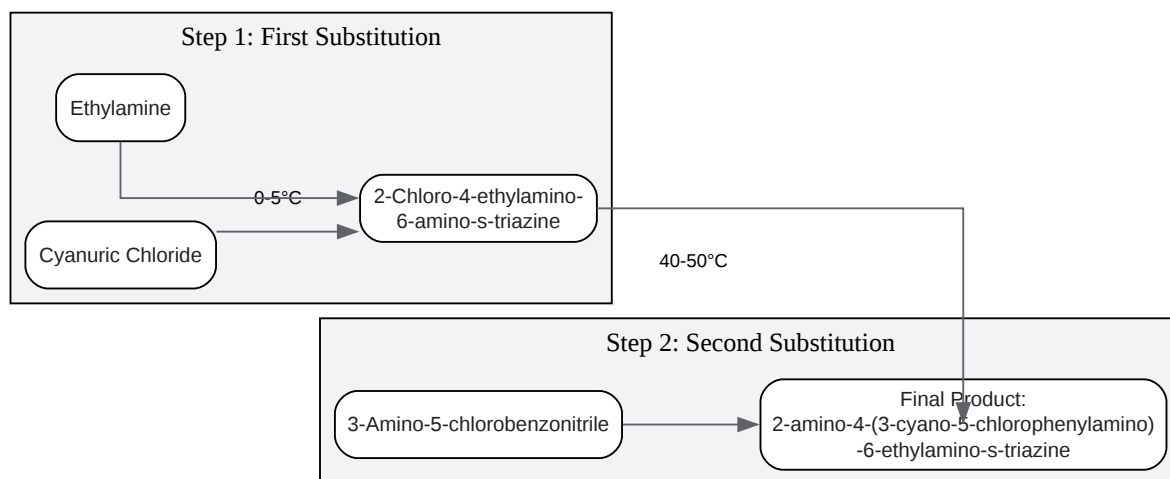 Step 1: First Substitution
Ethylamine
0-5°C
2-Chloro-4-ethylamino-
6-amino-s-triazine
Cyanuric Chloride
40-50°C
Step 2: Second Substitution
3-Amino-5-chlorobenzonitrile
Final Product:
2-amino-4-(3-cyano-5-chlorophenylamino)
-6-ethylamino-s-triazine